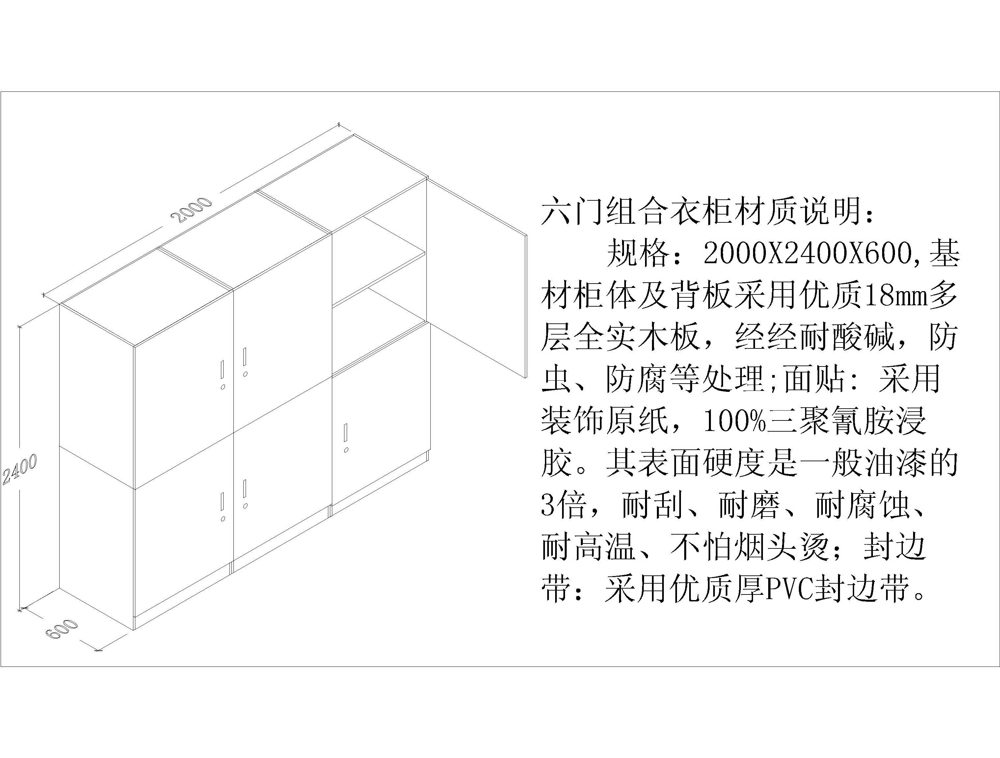 2000
2400
600
六门组合衣柜材质说明：
规格：2000X2400X600,基
材柜体及背板采用优质18mm多
层全实木板，经经耐酸碱，防
虫、防腐等处理;面贴: 采用
装饰原纸，100%三聚氰胺浸
胶。其表面硬度是一般油漆的
3倍，耐刮、耐磨、耐腐蚀、
耐高温、不怕烟头烫；封边
带：采用优质厚PVC封边带。